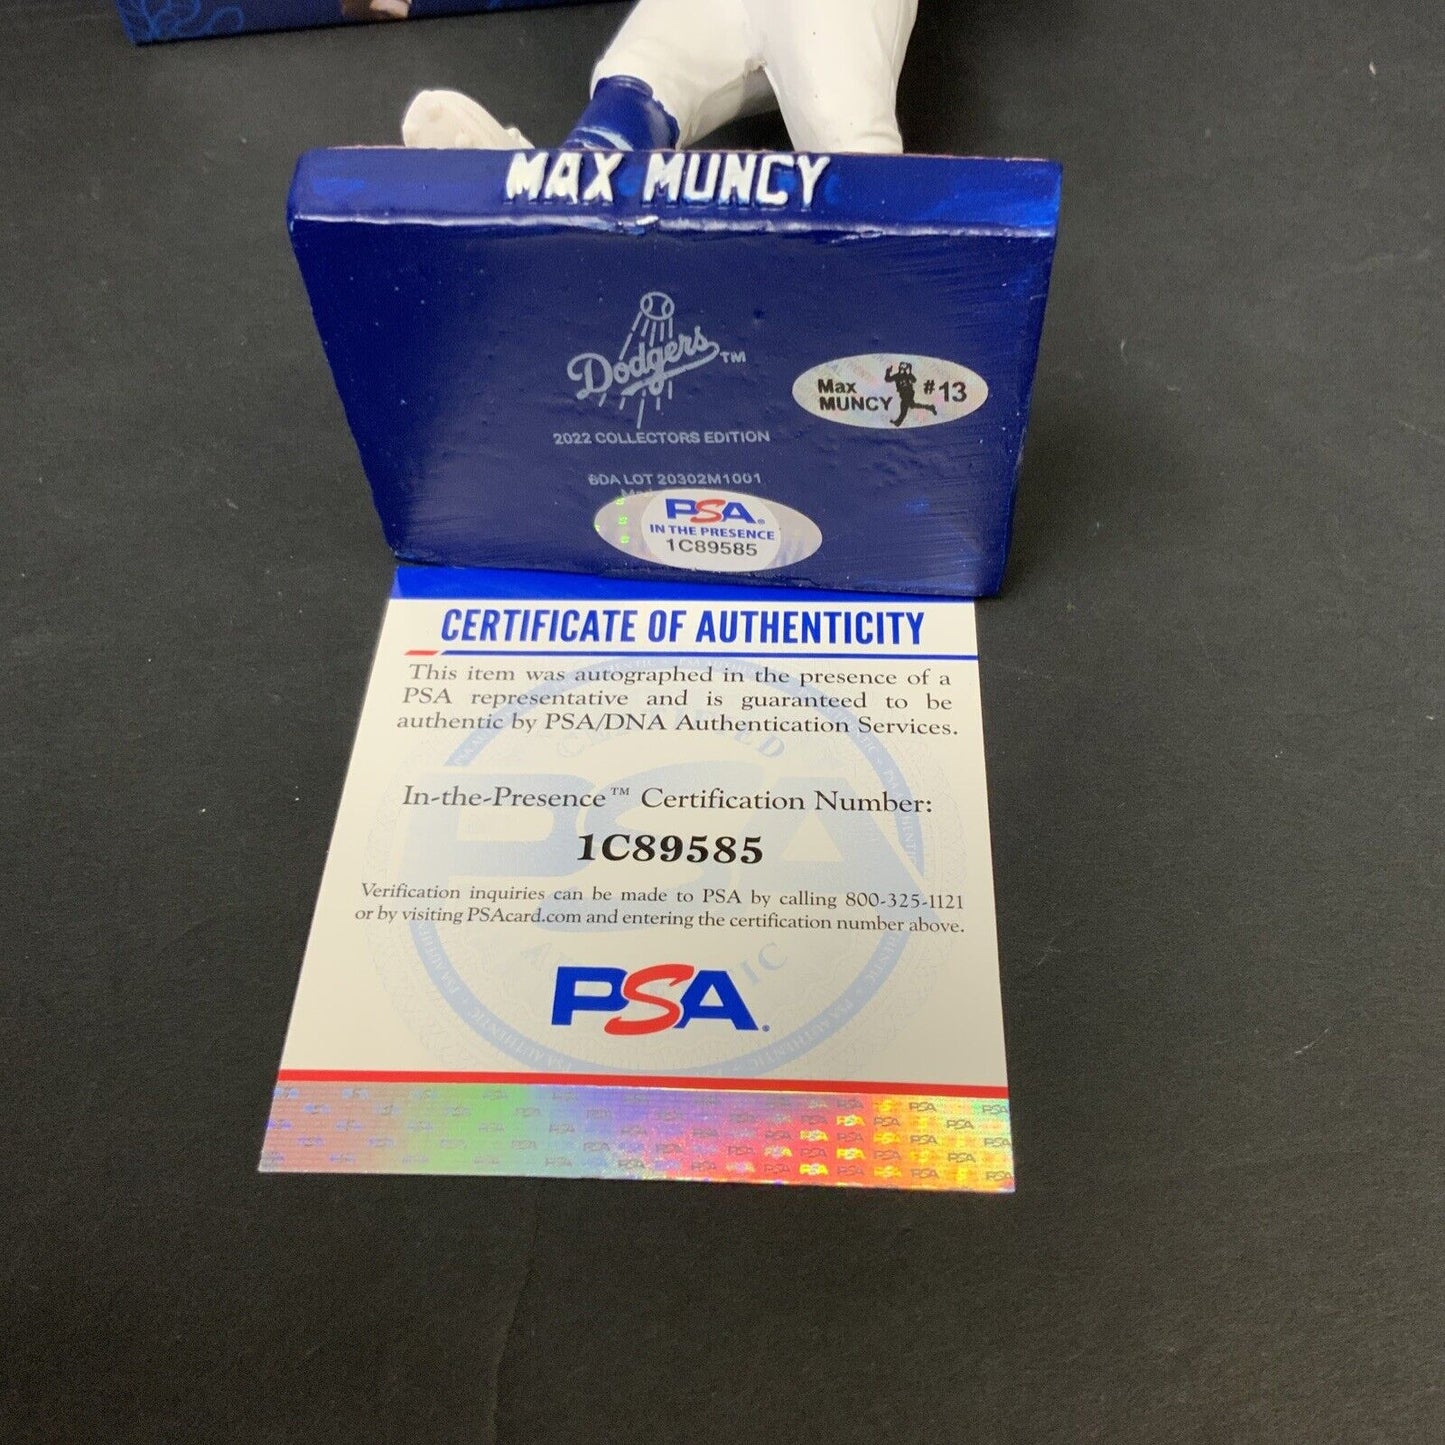 MAX MUNCY
Dodgers™
2022 COLLECTORS EDITION
Max
MUNCY
#13
BDA LOT 20302M1001
PSA
IN THE PRESENCE
1C89585
CERTIFICATE OF AUTHENTICITY
This item was autographed in the presence of a
PSA representative and is guaranteed to be
authentic by PSA/DNA Authentication Services.
In-the-Presence™ Certification Number:
1C89585
Verification inquiries can be made to PSA by calling 800-325-1121
or by visiting PSAcard.com and entering the certification number above.
PSA